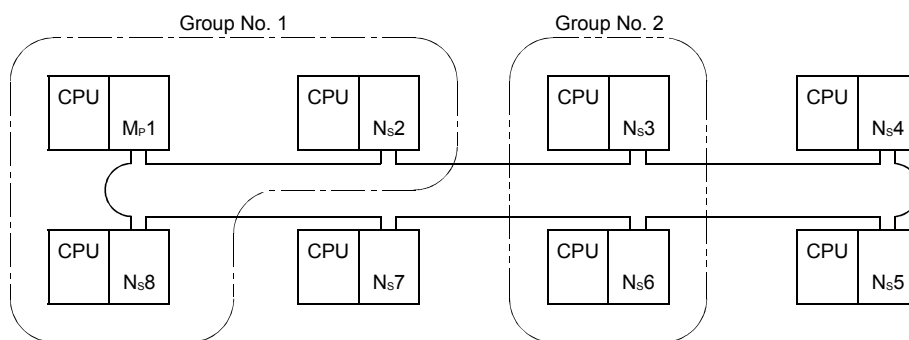 Group No. 1
Group No. 2
CPU
MP1
CPU
NS2
CPU
NS3
CPU
NS4
CPU
NS8
CPU
NS7
CPU
NS6
CPU
NS5